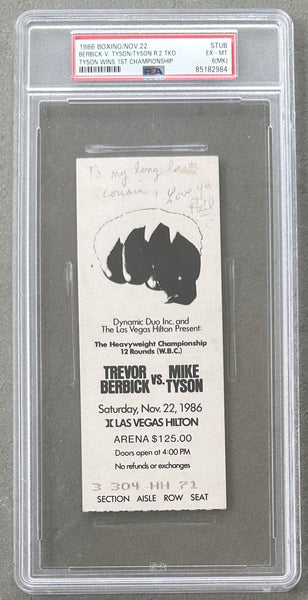 1986 BOXING/NOV 22 STUB
BERBICK V. TYSON/TYSON R.2 TKO EX-MT
TYSON WINS 1ST CHAMPIONSHIP 6(MK)
PSA 85182984
To my long lost
cousin, Love ya
Dynamic Duo Inc. and
The Las Vegas Hilton Present:
The Heavyweight Championship
12 Rounds (W.B.C.)
TREVOR BERBICK vs. MIKE TYSON
Saturday, Nov. 22, 1986
LAS VEGAS HILTON
ARENA $125.00
Doors open at 4:00 PM
No refunds or exchanges
3 304 HH 71
SECTION AISLE ROW SEAT